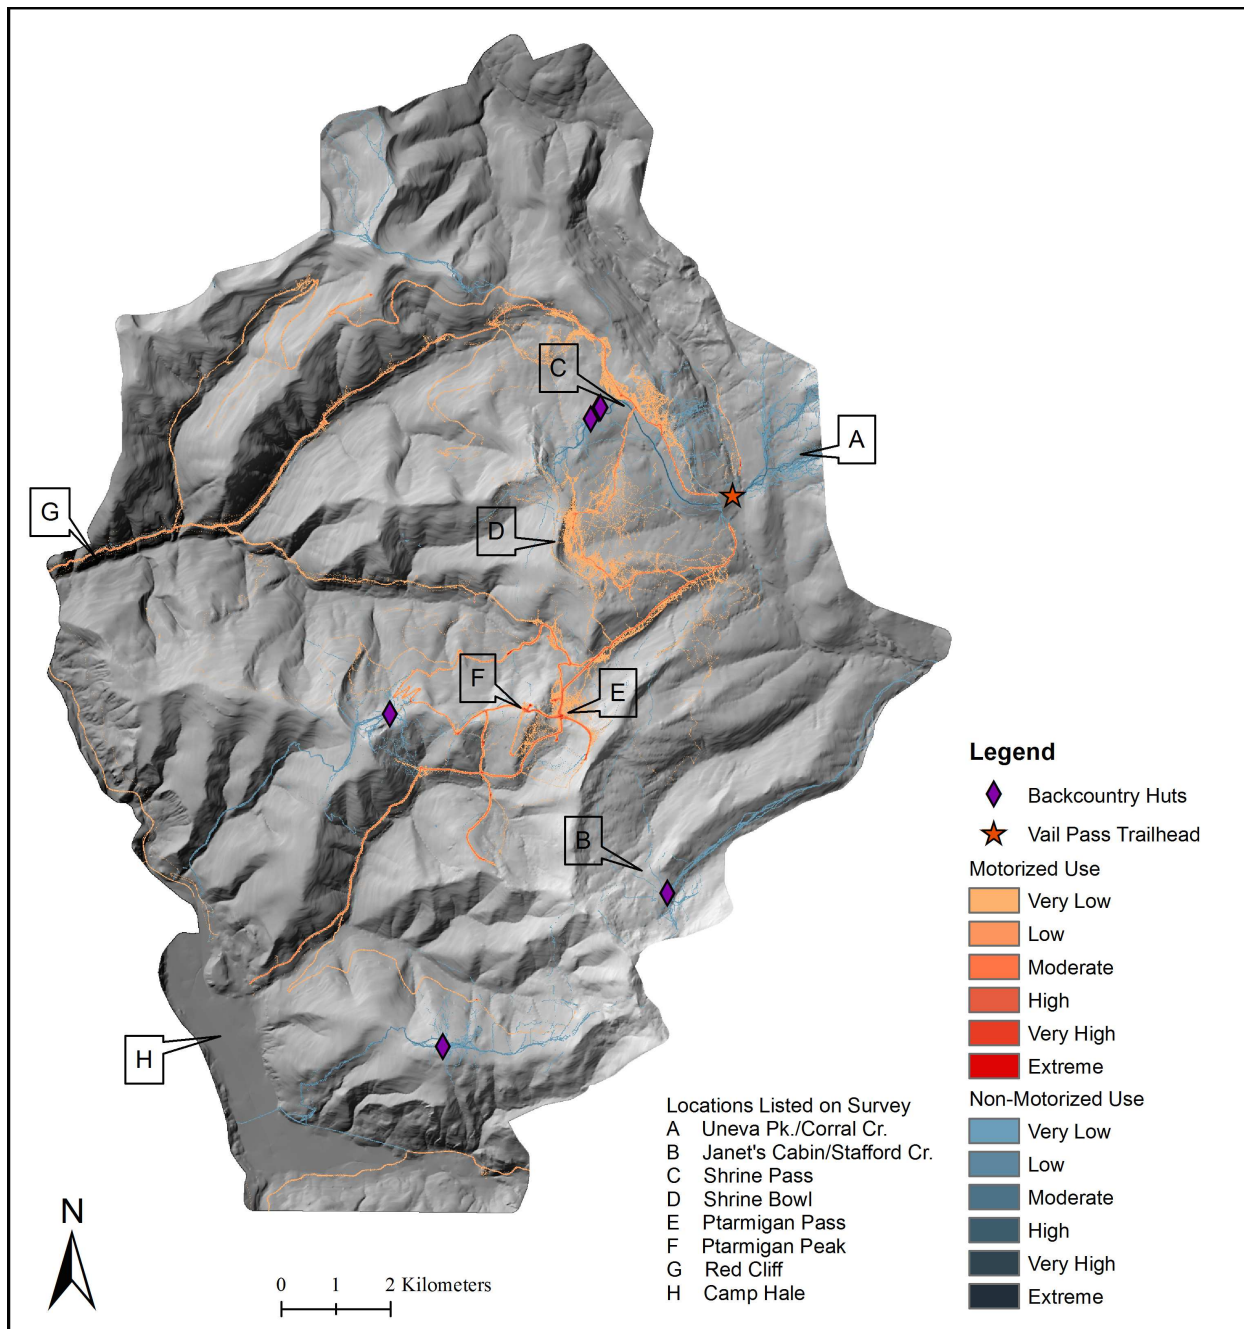 C
A
G
D
F
E
B
H
N
0 1 2 Kilometers
Locations Listed on Survey
A Uneva Pk./Corral Cr.
B Janet's Cabin/Stafford Cr.
C Shrine Pass
D Shrine Bowl
E Ptarmigan Pass
F Ptarmigan Peak
G Red Cliff
H Camp Hale
Legend
Backcountry Huts
Vail Pass Trailhead
Motorized Use
Very Low
Low
Moderate
High
Very High
Extreme
Non-Motorized Use
Very Low
Low
Moderate
High
Very High
Extreme